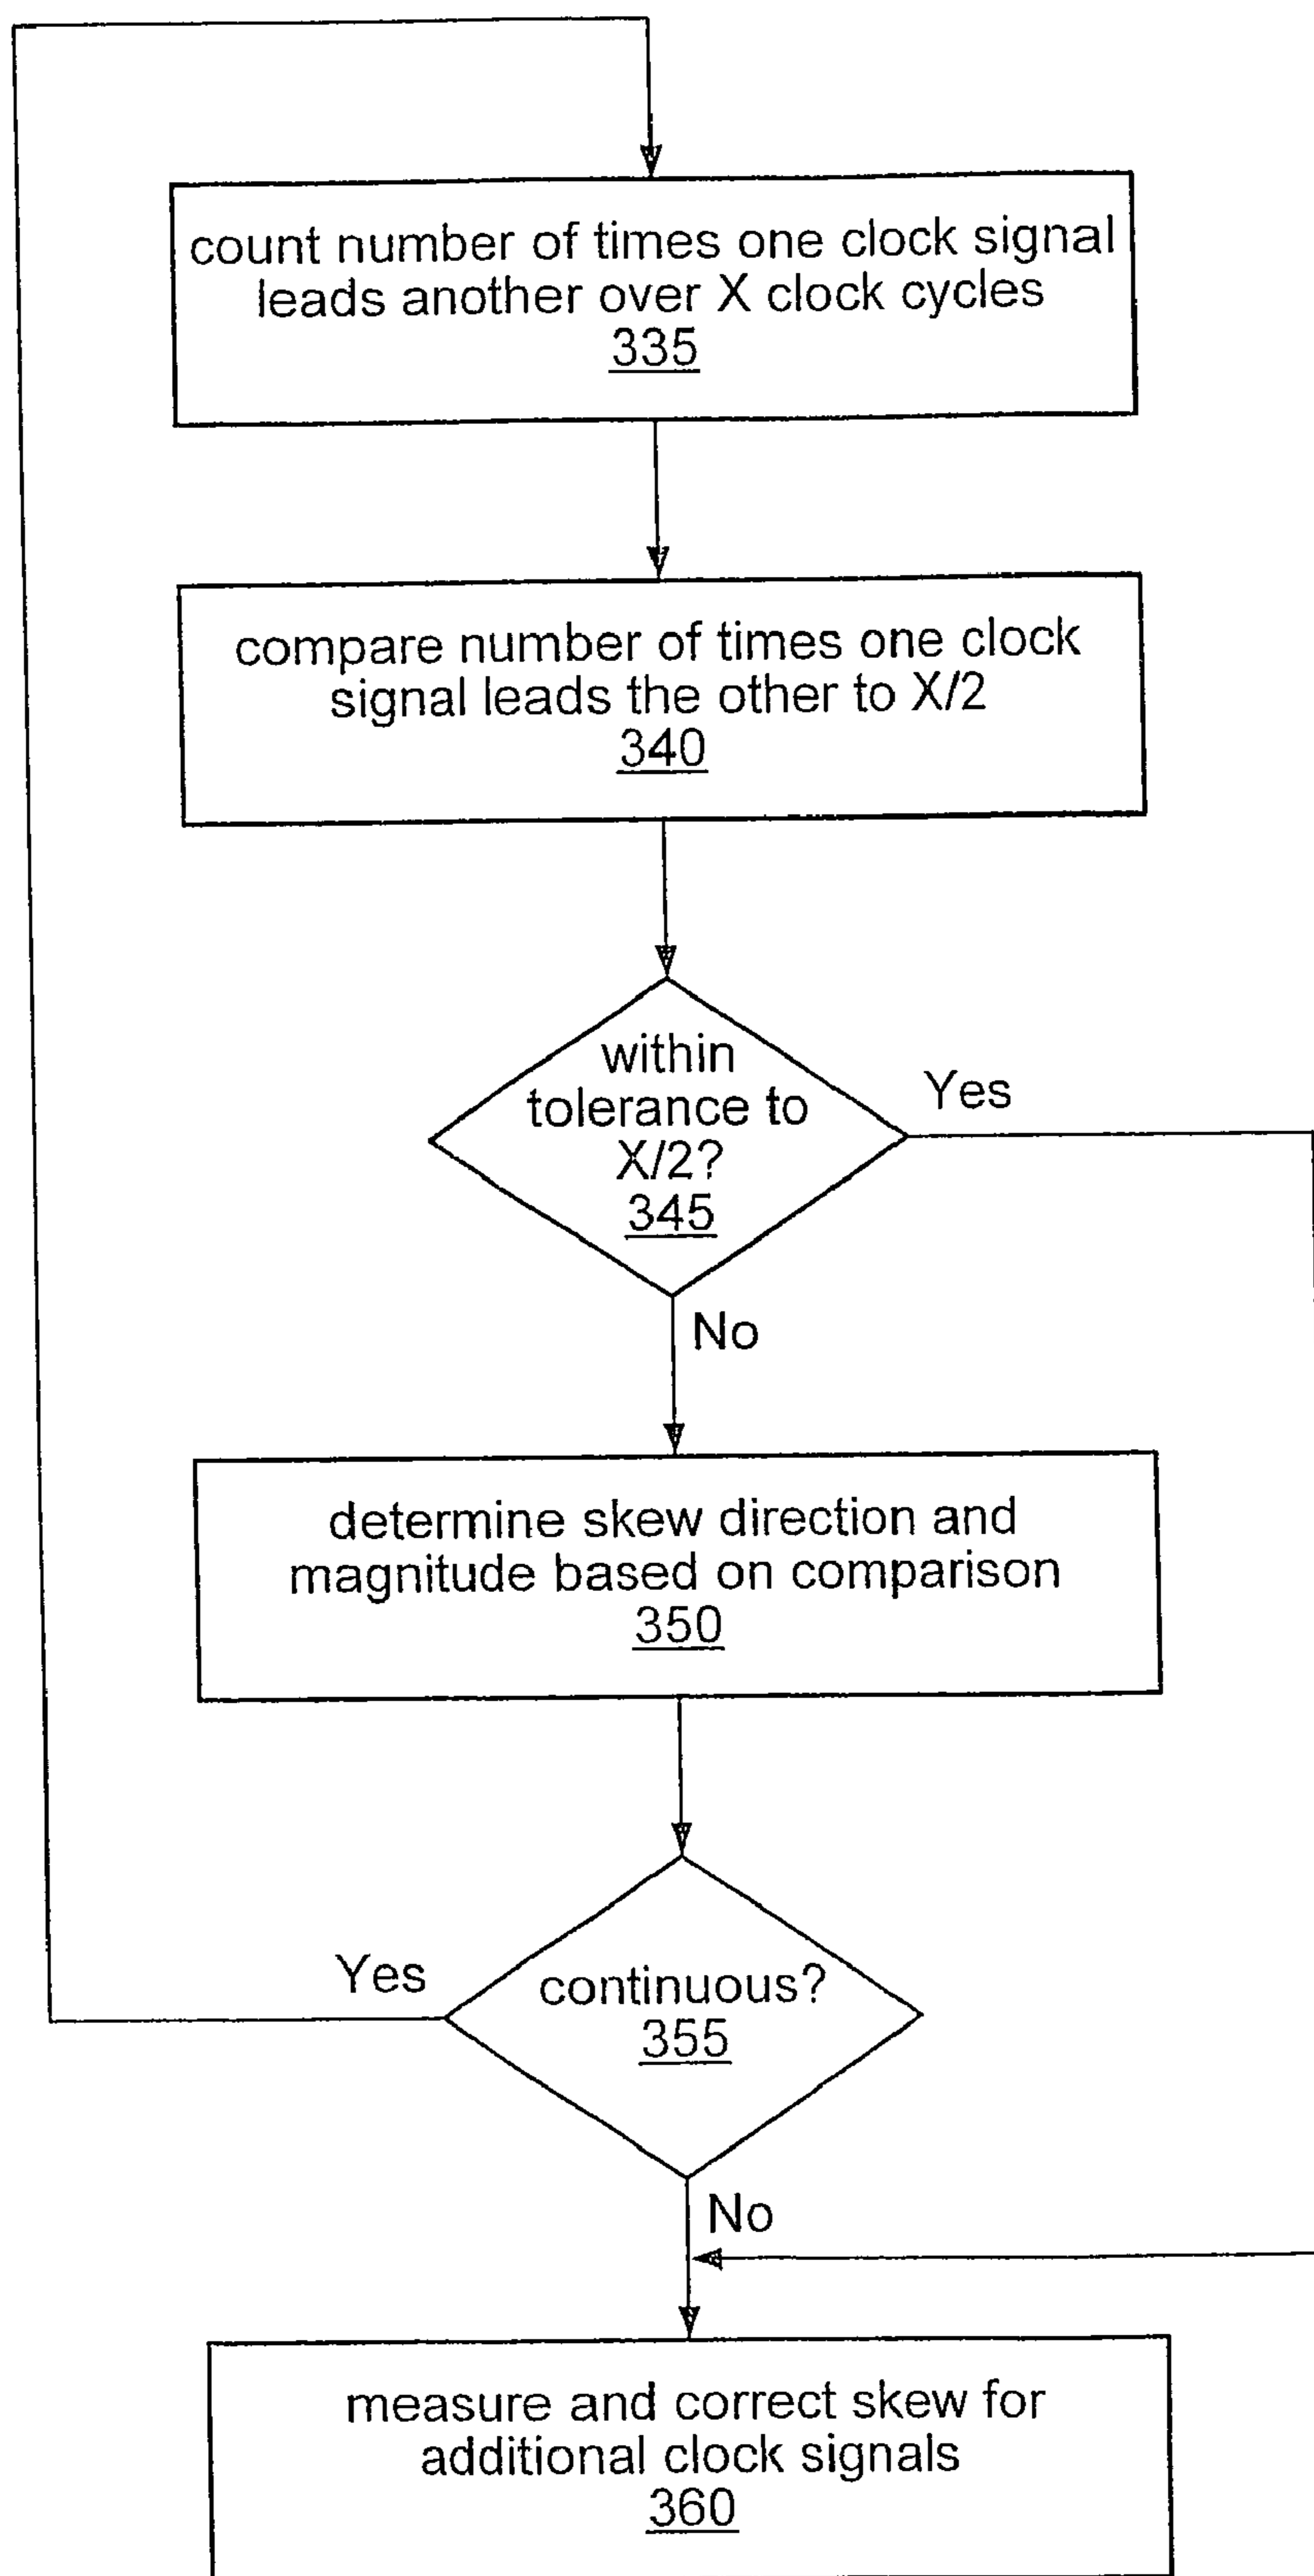 count number of times one clock signal
leads another over X clock cycles
335
compare number of times one clock
signal leads the other to X/2
340
within
tolerance to
X/2?
345
Yes
No
determine skew direction and
magnitude based on comparison
350
Yes
continuous?
355
No
measure and correct skew for
additional clock signals
360